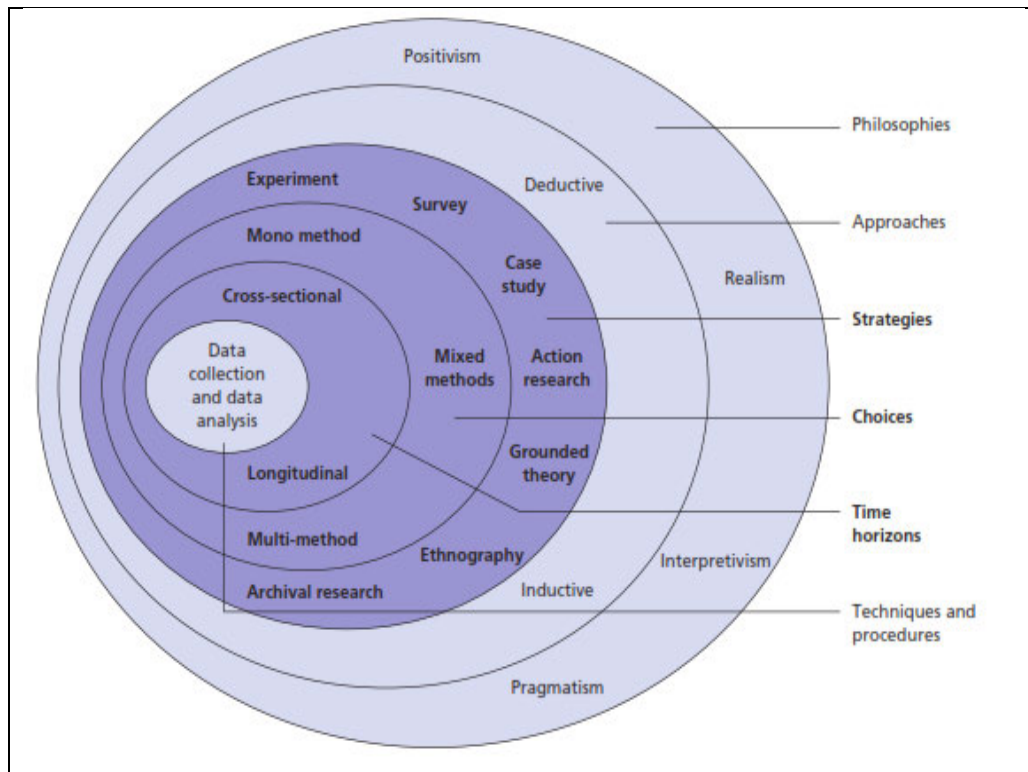 Positivism
Philosophies
Experiment
Deductive
Survey
Approaches
Mono method
Case
study
Realism
Cross-sectional
Strategies
Data
collection
and data
analysis
Mixed
methods
Action
research
Choices
Longitudinal
Grounded
theory
Time
horizons
Multi-method
Ethnography
Interpretivism
Archival research
Inductive
Techniques and
procedures
Pragmatism